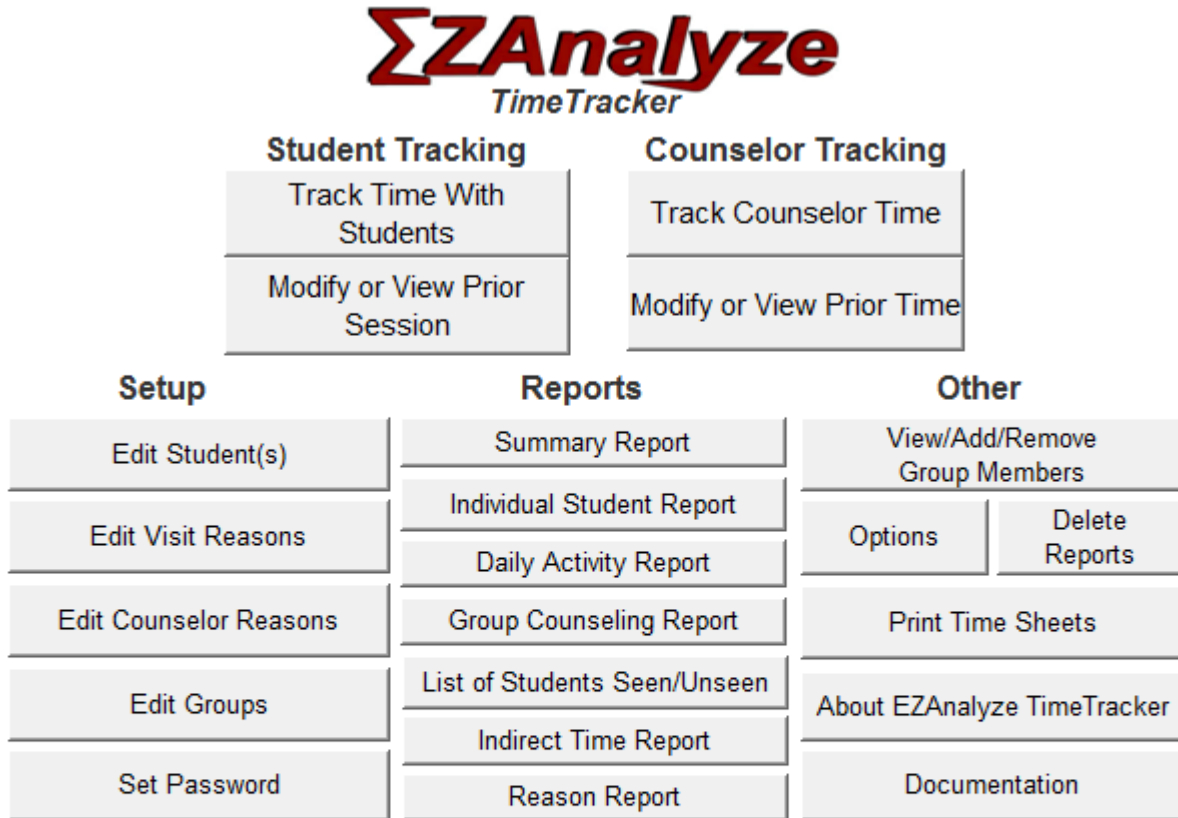 ΣZAnalyze
TimeTracker
Student Tracking
Track Time With
Students
Modify or View Prior
Session
Counselor Tracking
Track Counselor Time
Modify or View Prior Time
Setup
Edit Student(s)
Edit Visit Reasons
Edit Counselor Reasons
Edit Groups
Set Password
Reports
Summary Report
Individual Student Report
Daily Activity Report
Group Counseling Report
List of Students Seen/Unseen
Indirect Time Report
Reason Report
Other
View/Add/Remove
Group Members
Options
Delete
Reports
Print Time Sheets
About EZAnalyze TimeTracker
Documentation